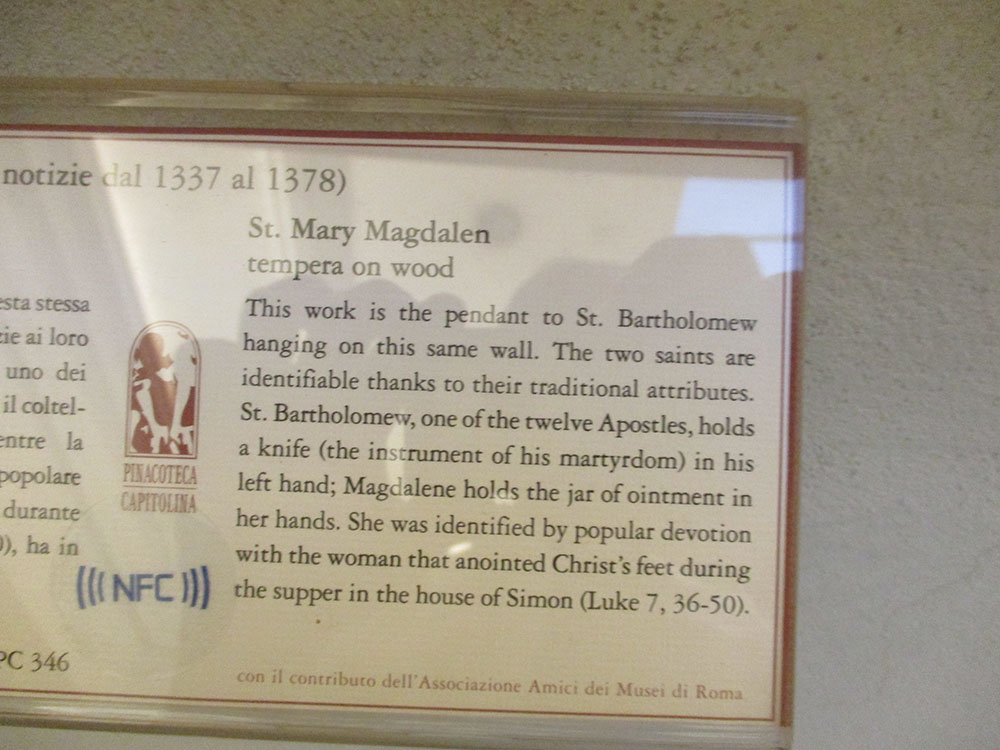 notizie dal 1337 al 1378)
St. Mary Magdalen
tempera on wood
This work is the pendant to St. Bartholomew
hanging on this same wall. The two saints are
identifiable thanks to their traditional attributes.
St. Bartholomew, one of the twelve Apostles, holds
a knife (the instrument of his martyrdom) in his
left hand; Magdalene holds the jar of ointment in
her hands. She was identified by popular devotion
with the woman that anointed Christ's feet during
the supper in the house of Simon (Luke 7, 36-50).
esta stessa
zie ai loro
uno dei
il coltel-
entre la
popolare
durante
0), ha in
PINACOTECA
CAPITOLINA
(((NFC)))
PC 346
con il contributo dell'Associazione Amici dei Musei di Roma